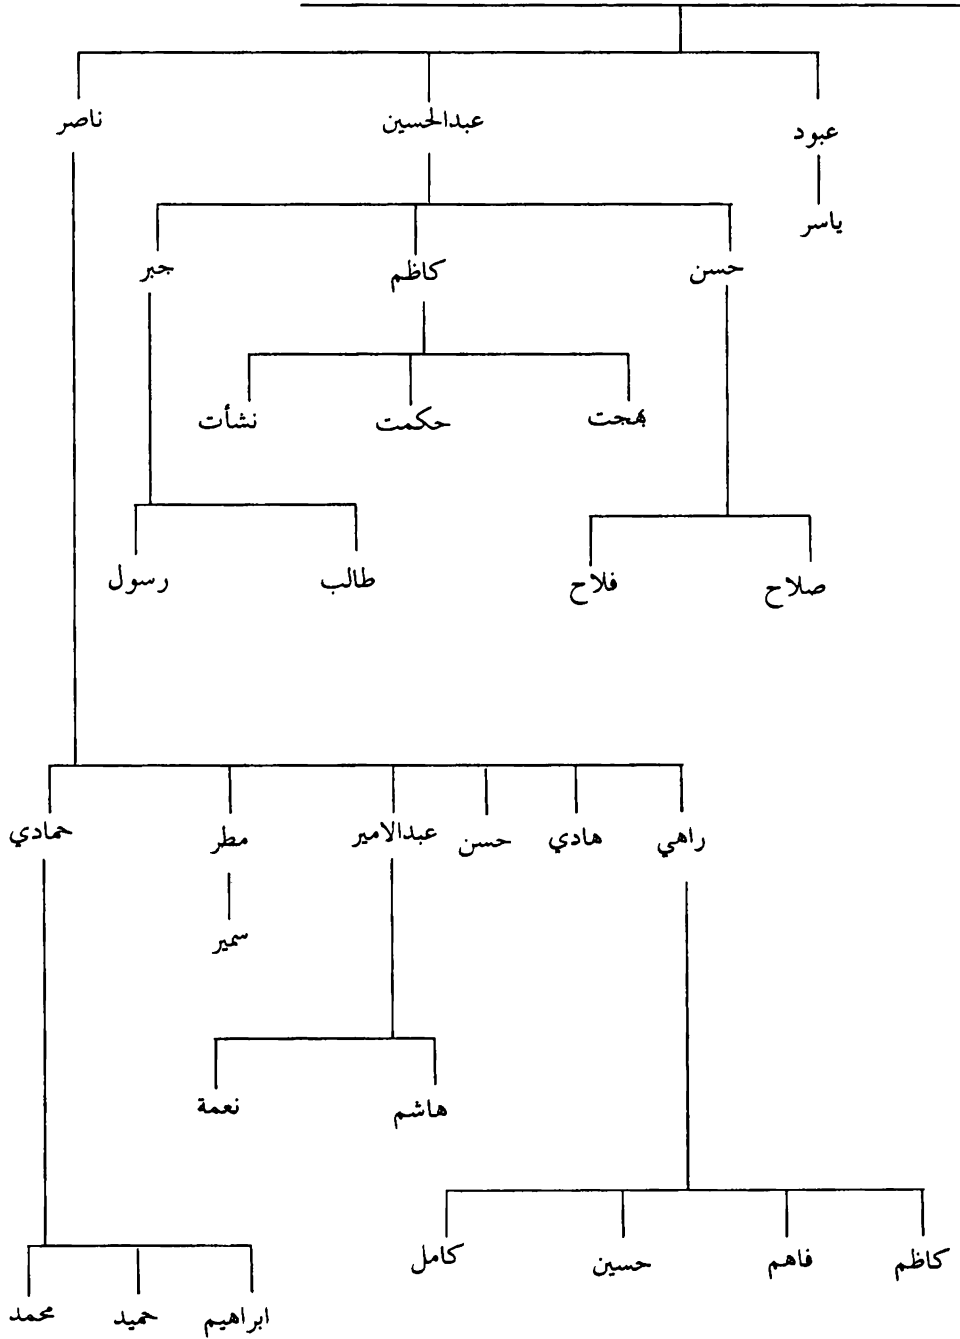 عبود عبدالحسين ناصر
ياسر
حسن كاظم جبر
بهجت حكمت نشأت
صلاح فلاح طالب رسول
راهي هادي حسن عبدالامير مطر حمادي
سمير
هاشم نعمة
كاظم فاهم حسين كامل
ابراهيم حميد محمد